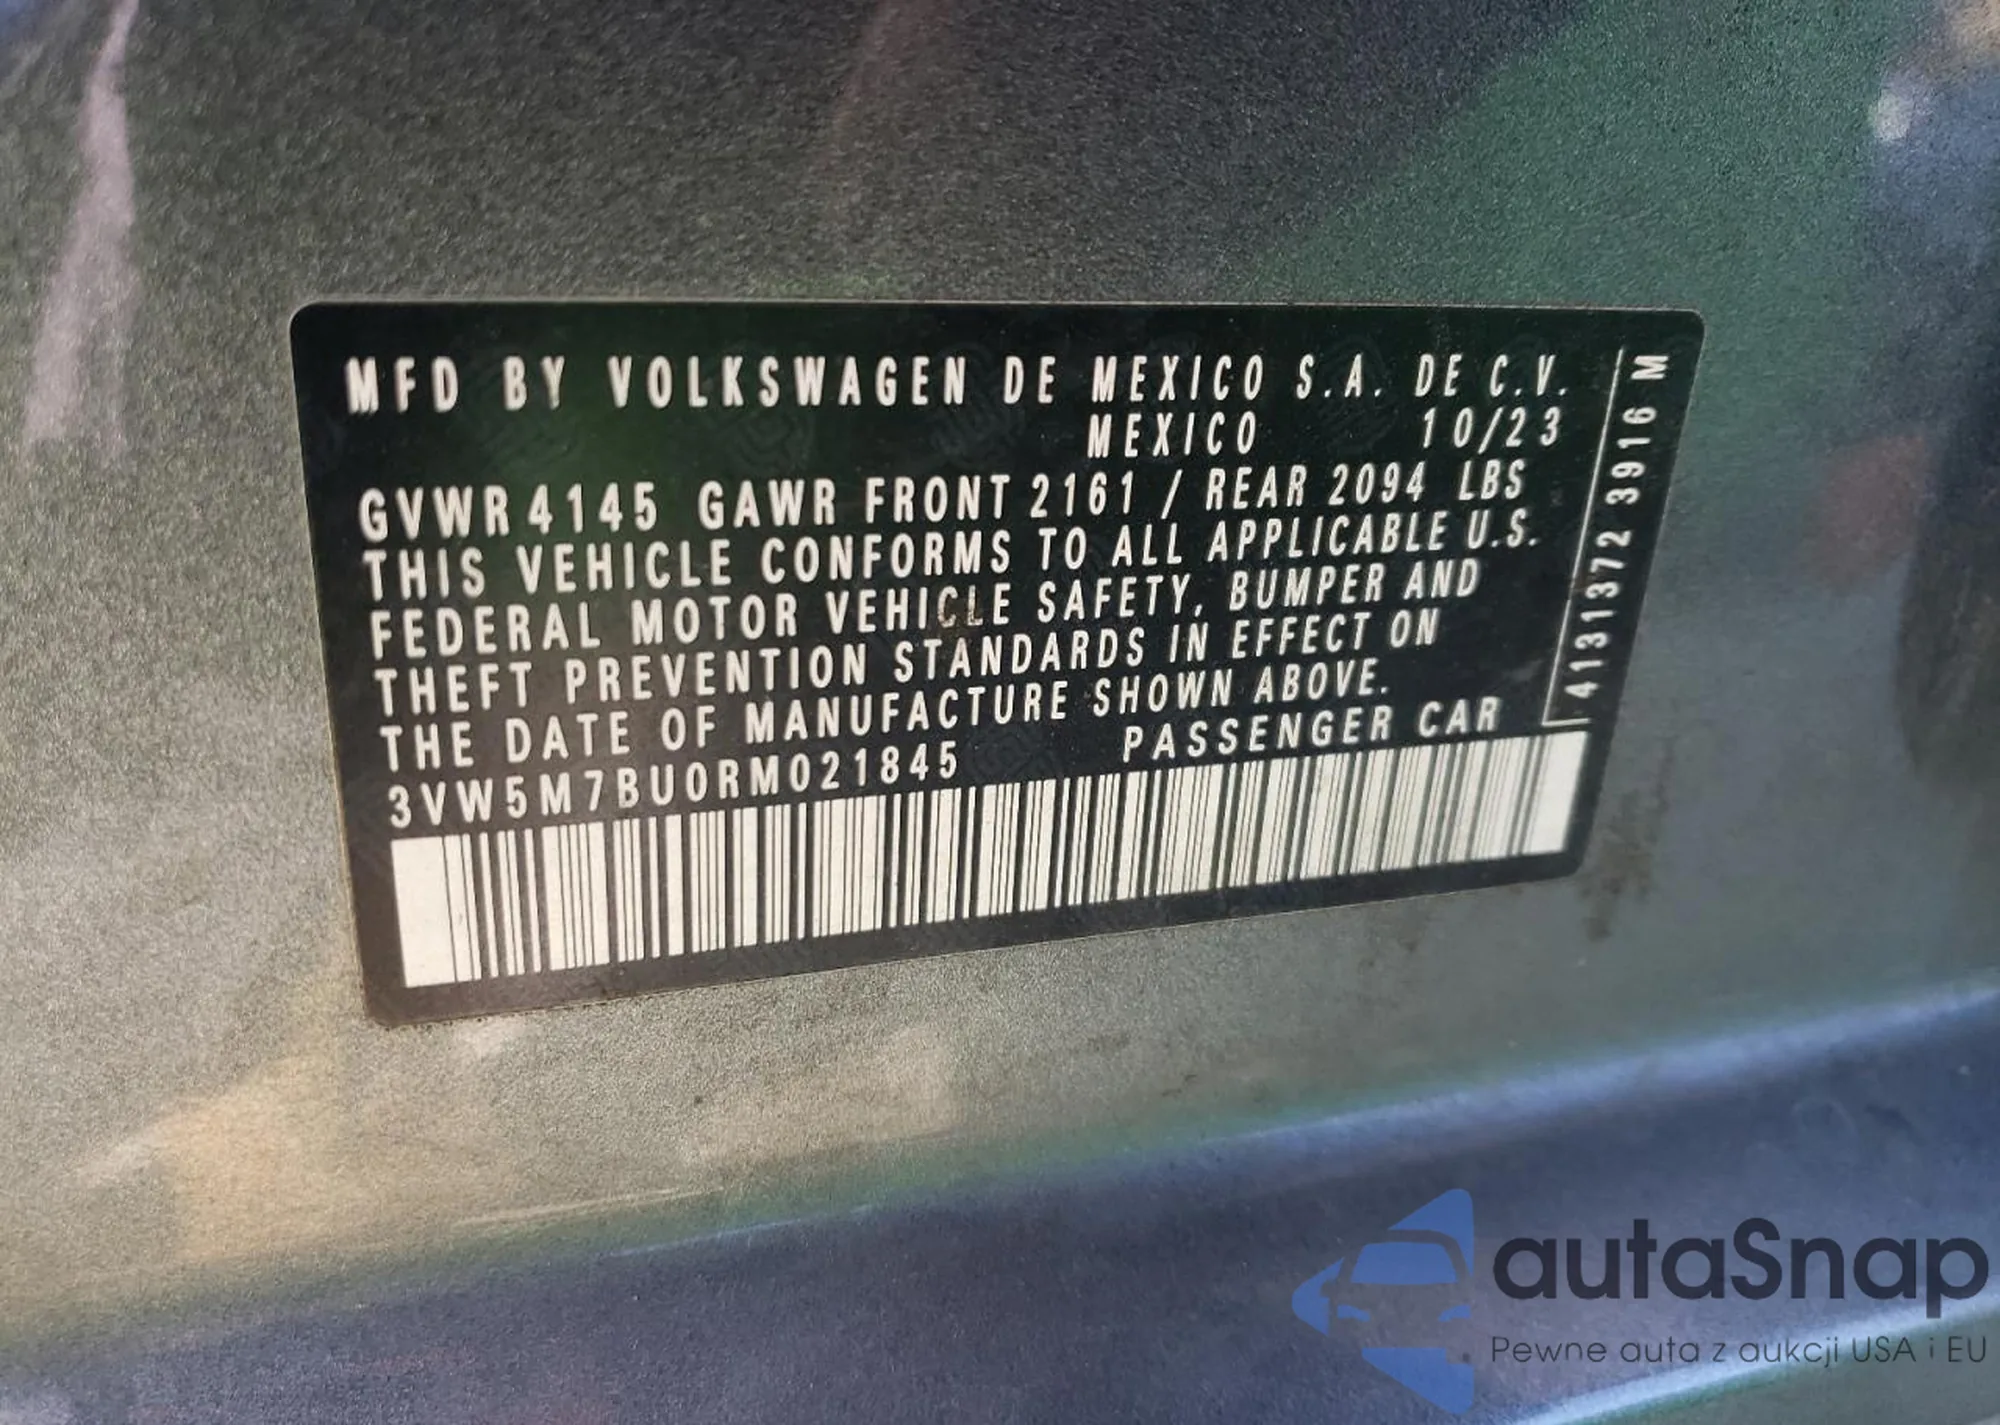 MFD BY VOLKSWAGEN DE MEXICO S.A. DE C.V.
MEXICO 10/23
GVWR 4145 GAWR FRONT 2161 / REAR 2094 LBS
THIS VEHICLE CONFORMS TO ALL APPLICABLE U.S.
FEDERAL MOTOR VEHICLE SAFETY, BUMPER AND
THEFT PREVENTION STANDARDS IN EFFECT ON
THE DATE OF MANUFACTURE SHOWN ABOVE.
3VW5M7BU0RM021845 PASSENGER CAR
4131372 3916 M
autaSnap
Pewne auta z aukcji USA i EU